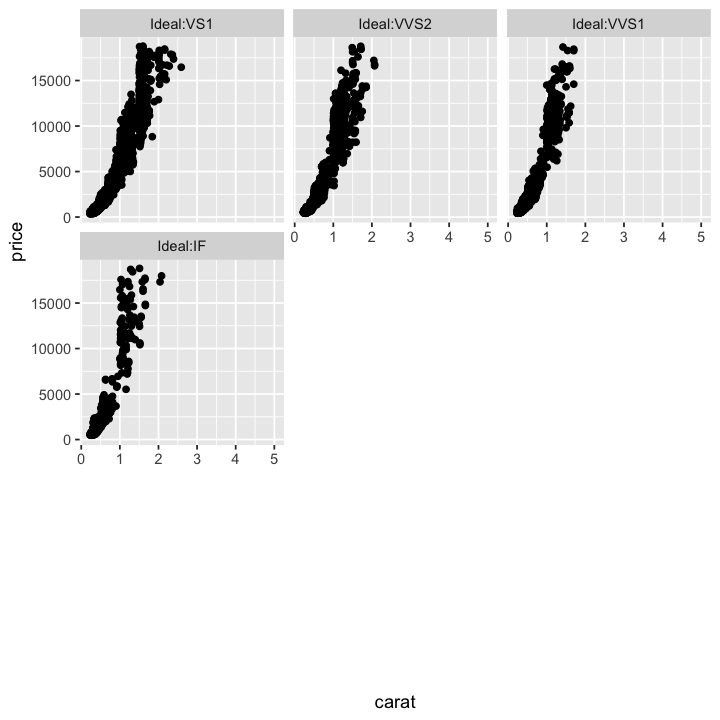 Ideal:VS1 Ideal:VVS2 Ideal:VVS1
15000
10000
5000
0
0 1 2 3 4 5 0 1 2 3 4 5
price
Ideal:IF
15000
10000
5000
0
0 1 2 3 4 5
carat